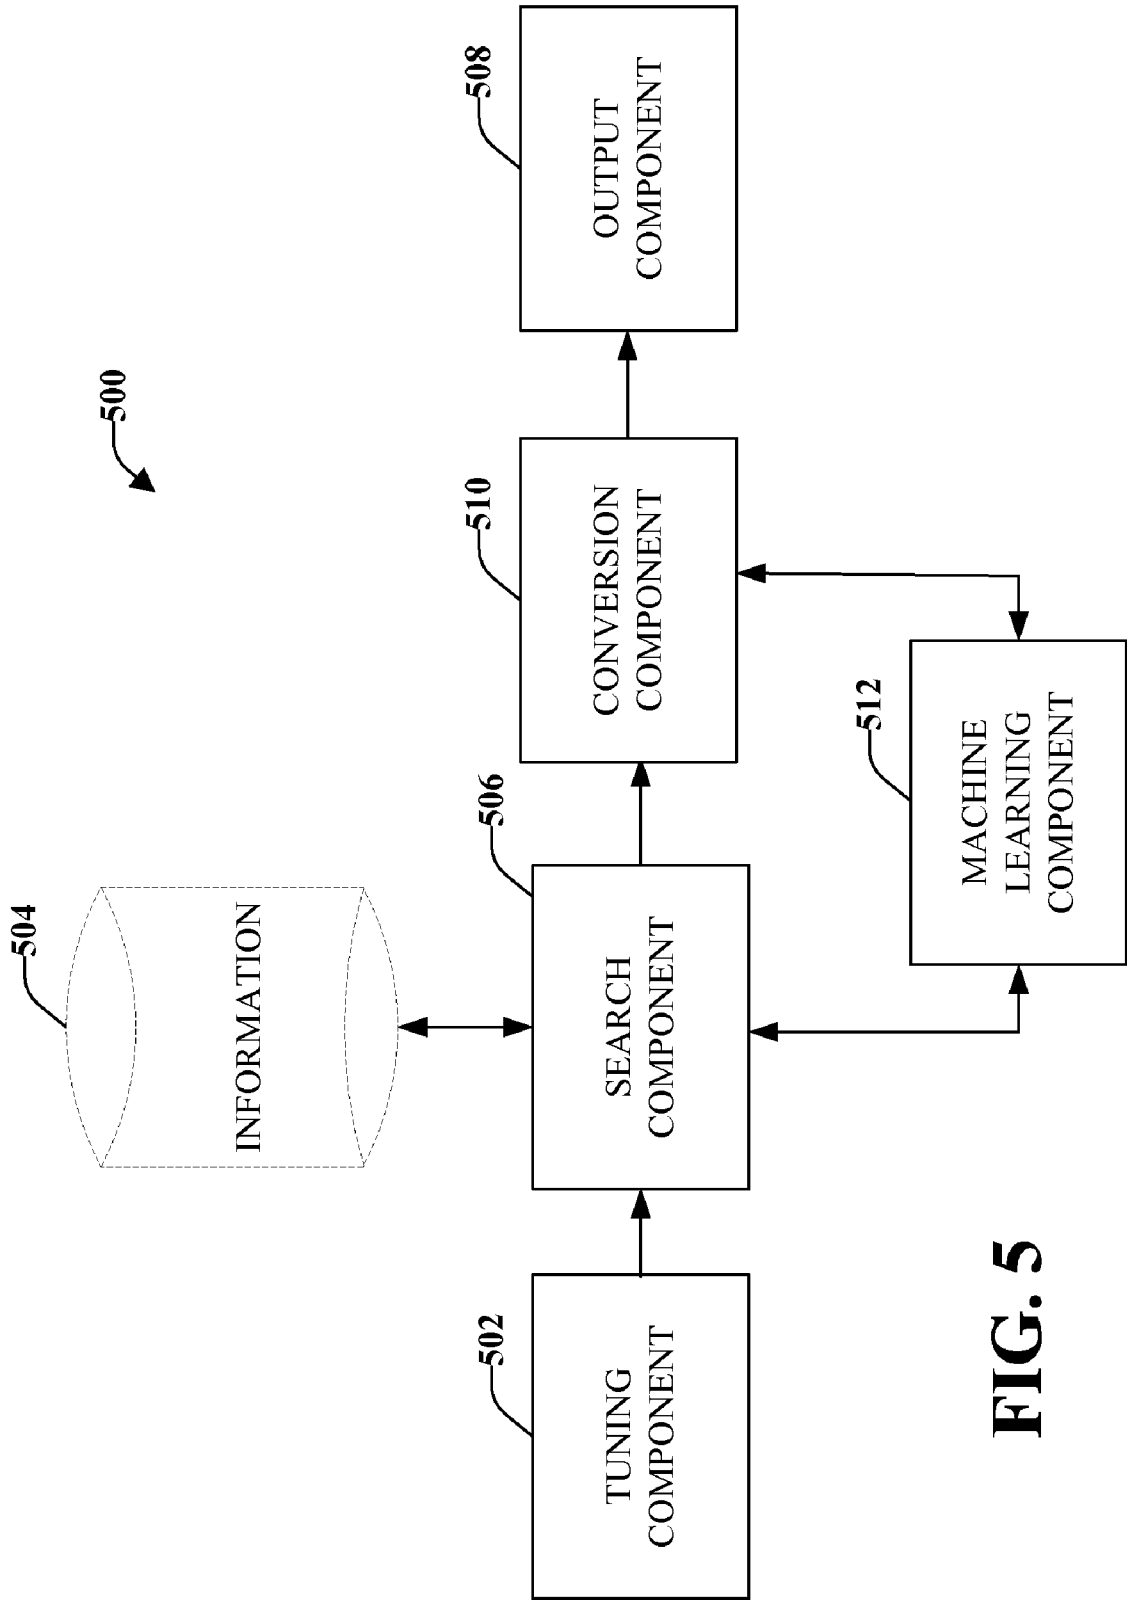 500
504
INFORMATION
502
TUNING
COMPONENT
506
SEARCH
COMPONENT
510
CONVERSION
COMPONENT
508
OUTPUT
COMPONENT
512
MACHINE
LEARNING
COMPONENT
FIG. 5